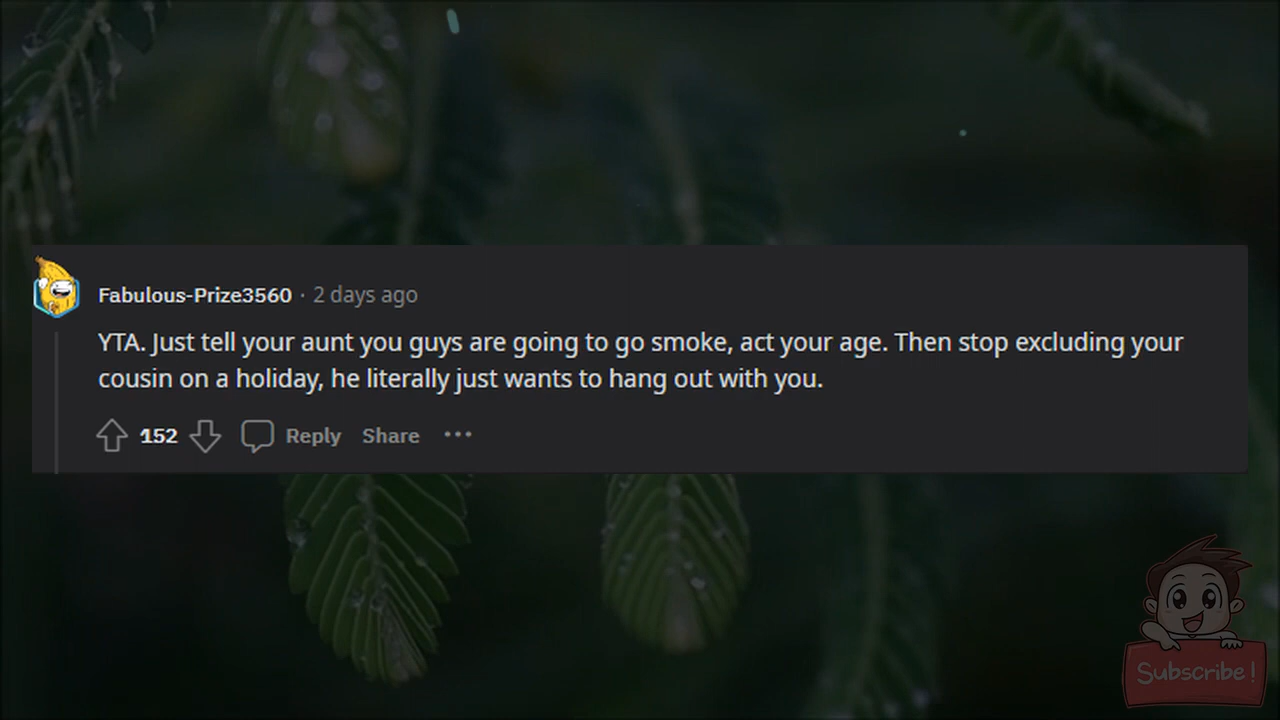 Fabulous-Prize3560 · 2 days ago
YTA. Just tell your aunt you guys are going to go smoke, act your age. Then stop excluding your
cousin on a holiday, he literally just wants to hang out with you.
152 Reply Share ···
Subscribe!